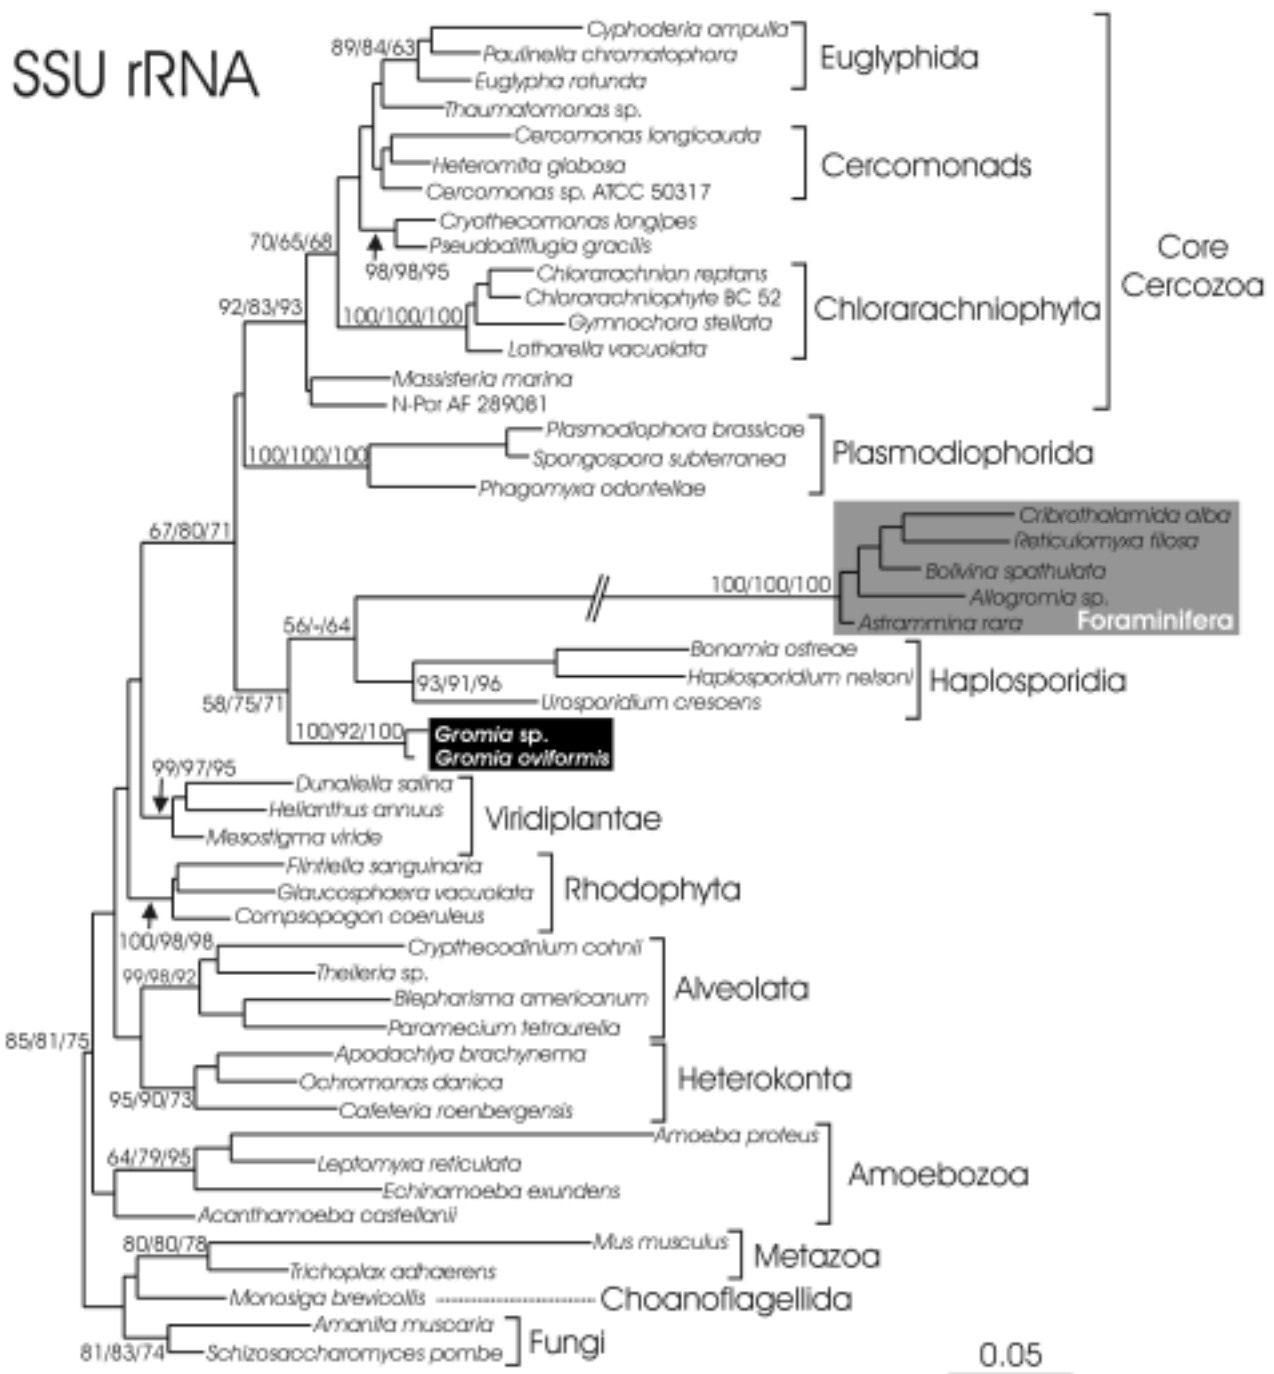 SSU rRNA
89/84/63
Cyphoderia ampulla
Paulinella chromatophora
Euglypha rotunda
Euglyphida
Thaumatomonas sp.
Cercomonas longicauda
Heteromita globosa
Cercomonas sp. ATCC 50317
Cercomonads
Cryothecomonas longipes
Pseudodifflugia gracilis
98/98/95
70/65/68
Core
Cercozoa
Chlorarachnion reptans
Chlorarachniophyte BC 52
Gymnochora stellata
Lotharella vacuolata
100/100/100
Chlorarachniophyta
92/83/93
Massisteria marina
N-Por AF 289081
Plasmodiophora brassicae
Spongospora subterranea
Phagomyxa odontellae
100/100/100
Plasmodiophorida
67/80/71
Cribrothalamida alba
Reticulomyxa filosa
Bolivina spathulata
Allogromia sp.
Astrammina rara
Foraminifera
100/100/100
56/-/64
Bonamia ostreae
Haplosporidium nelsoni
Urosporidium crescens
93/91/96
Haplosporidia
58/75/71
100/92/100
Gromia sp.
Gromia oviformis
99/97/95
Dunaliella salina
Helianthus annuus
Mesostigma viride
Viridiplantae
Flintiella sanguinaria
Glaucosphaera vacuolata
Compsopogon coeruleus
Rhodophyta
100/98/98
Crypthecodinium cohnii
Theileria sp.
Blepharisma americanum
Paramecium tetraurelia
99/98/92
Alveolata
85/81/75
Apodachlya brachynema
Ochromonas danica
Cafeteria roenbergensis
95/90/73
Heterokonta
Amoeba proteus
Leptomyxa reticulata
Echinamoeba exundens
Acanthamoeba castellanii
64/79/95
Amoebozoa
80/80/78
Mus musculus
Trichoplax adhaerens
Metazoa
Monosiga brevicollis
Choanoflagellida
Amanita muscaria
Schizosaccharomyces pombe
81/83/74
Fungi
0.05